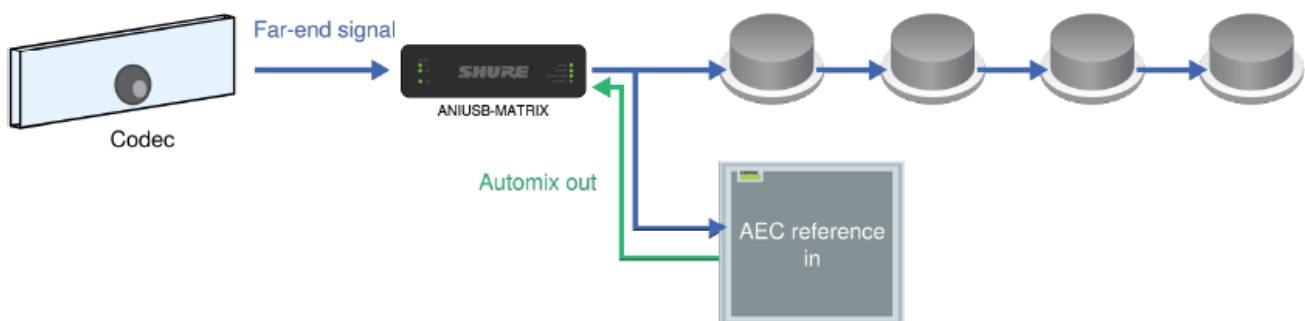 Far-end signal
SHURE
ANIUSB-MATRIX
Codec
Automix out
AEC reference
in